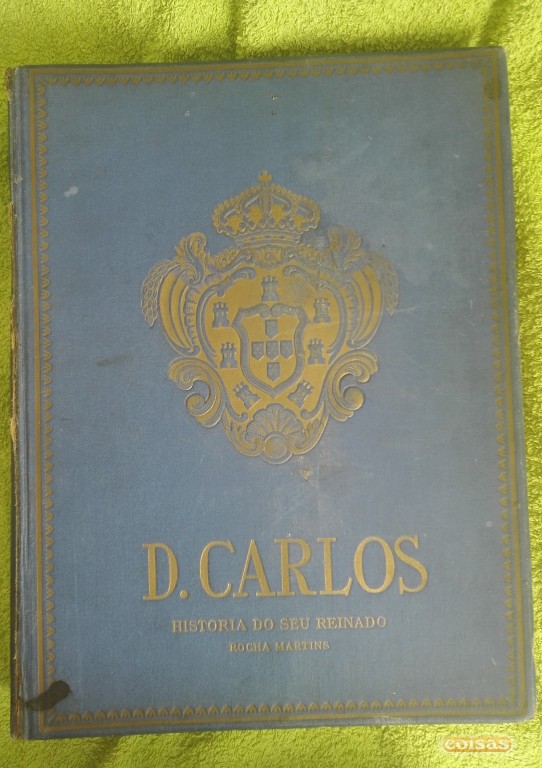 D. CARLOS
HISTORIA DO SEU REINADO
ROCHA MARTINS
coisas